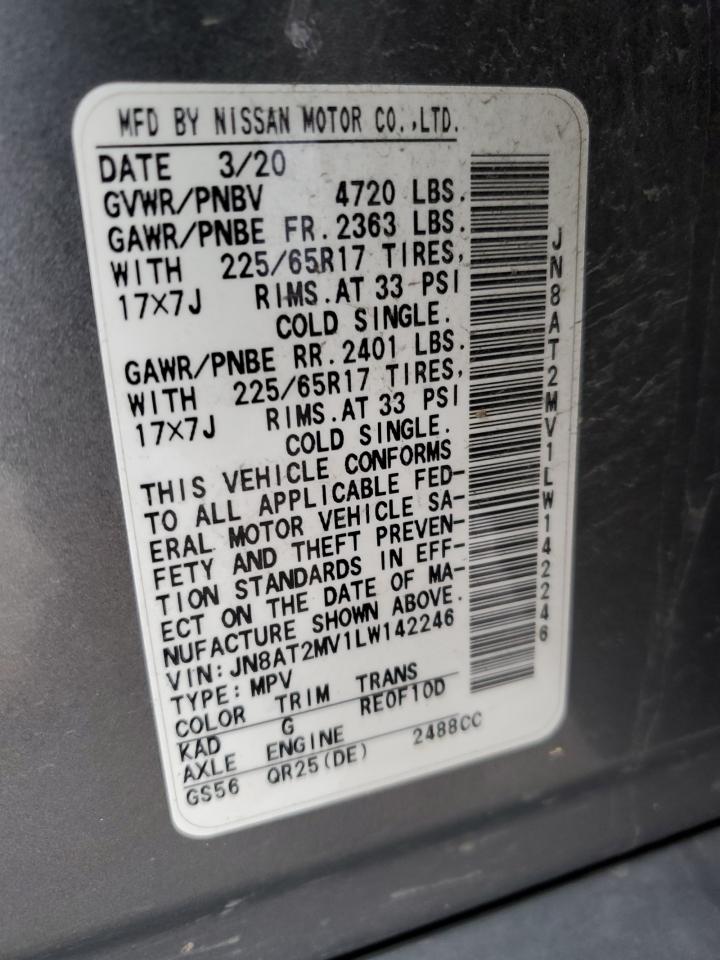 MFD BY NISSAN MOTOR CO.,LTD.
DATE 3/20
GVWR/PNBV 4720 LBS.
GAWR/PNBE FR.2363 LBS.
WITH 225/65R17 TIRES,
17×7J RIMS.AT 33 PSI
COLD SINGLE.
GAWR/PNBE RR.2401 LBS.
WITH 225/65R17 TIRES,
17×7J RIMS.AT 33 PSI
COLD SINGLE.
THIS VEHICLE CONFORMS
TO ALL APPLICABLE FED-
ERAL MOTOR VEHICLE SA-
FETY AND THEFT PREVEN-
TION STANDARDS IN EFF-
ECT ON THE DATE OF MA-
NUFACTURE SHOWN ABOVE.
VIN:JN8AT2MV1LW142246
TYPE:MPV
COLOR TRIM TRANS
KAD G RE0F10D
AXLE ENGINE
GS56 QR25(DE) 2488CC
JN8AT2MV1LW142246